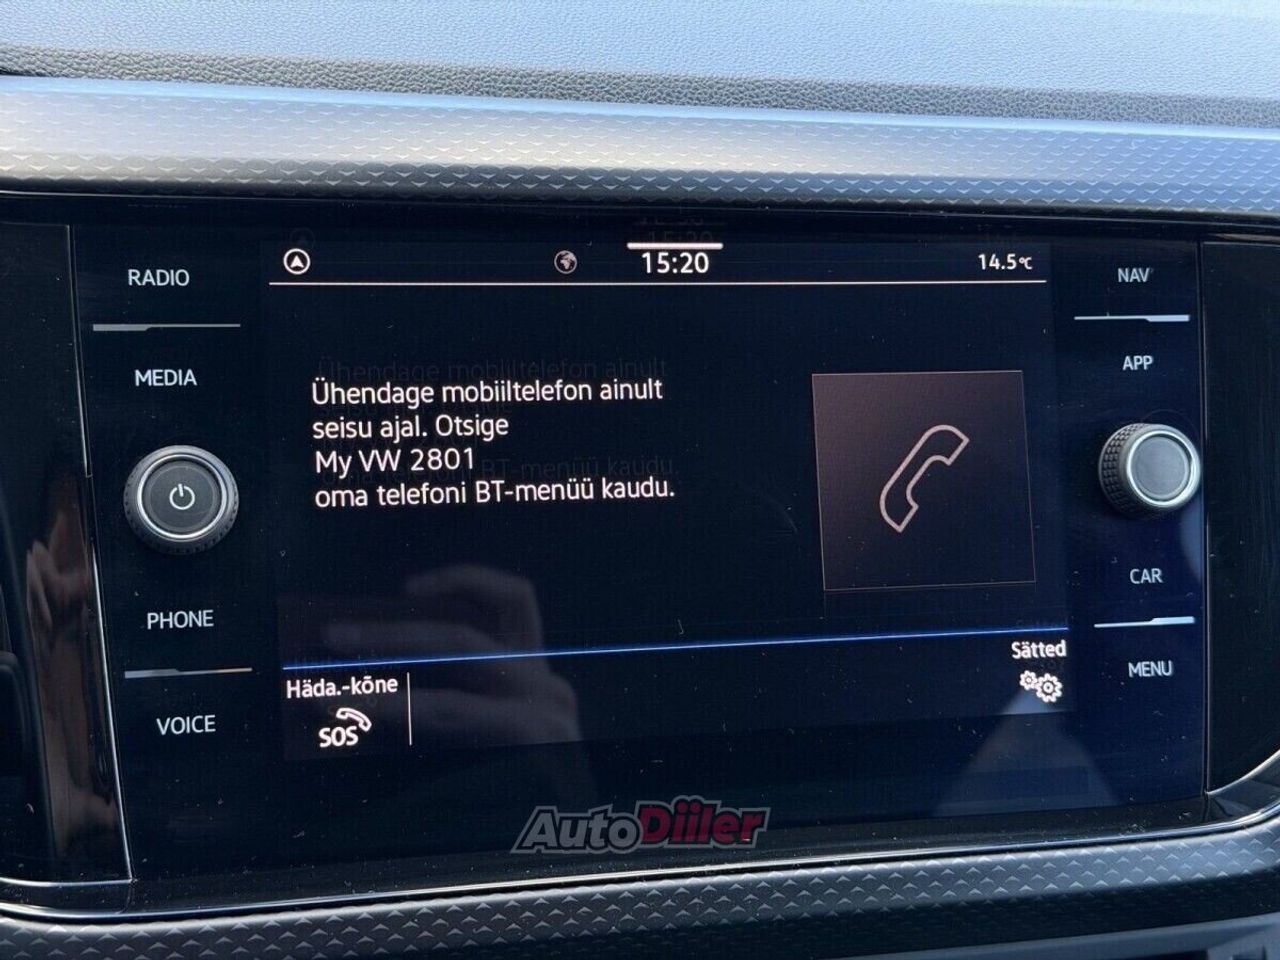 15:20
14.5°C
RADIO
MEDIA
PHONE
VOICE
Ühendage mobiiltelefon ainult
seisu ajal. Otsige
My VW 2801
oma telefoni BT-menüü kaudu.
Häda.-kõne
SOS
Sätted
NAV
APP
CAR
MENU
AutoDiiler